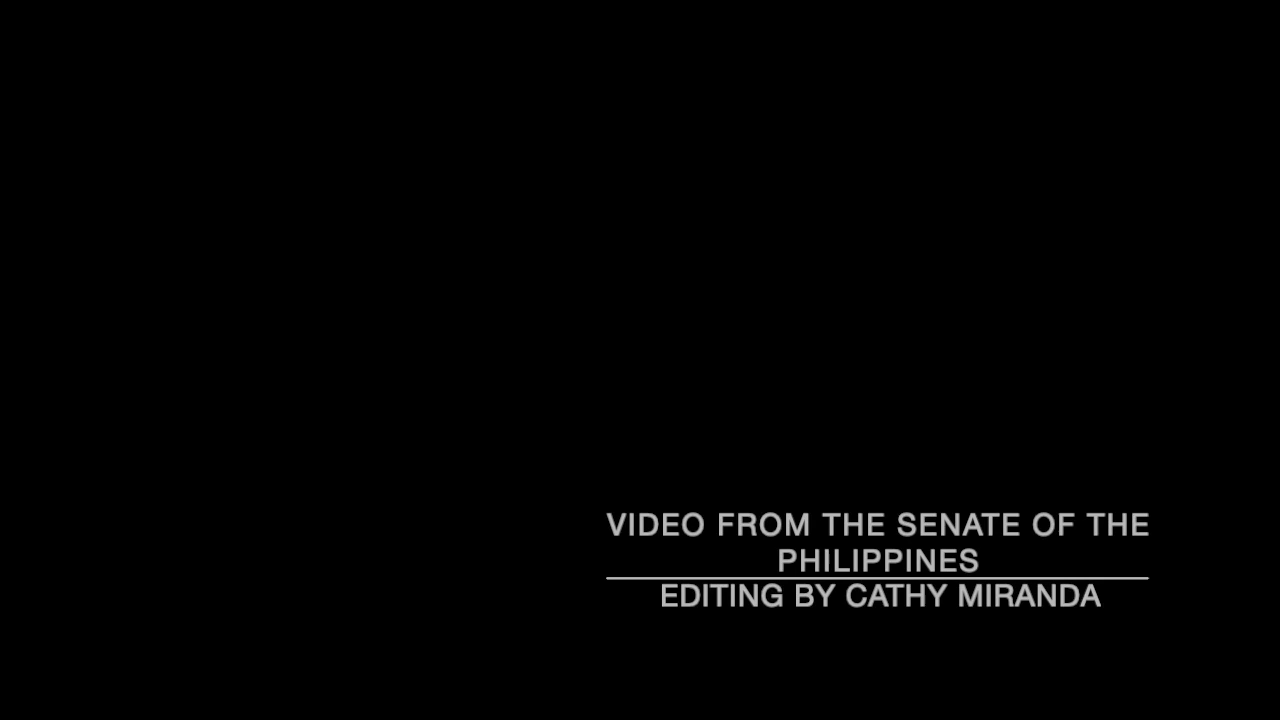 VIDEO FROM THE SENATE OF THE
PHILIPPINES
EDITING BY CATHY MIRANDA